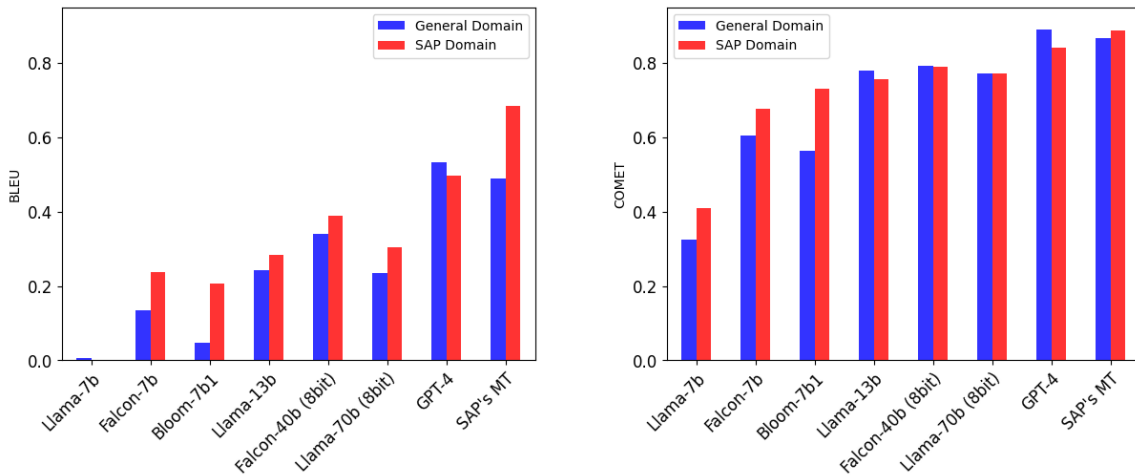 General Domain
SAP Domain
BLEU
0.8
0.6
0.4
0.2
0.0
Llama-7b
Falcon-7b
Bloom-7b1
Llama-13b
Falcon-40b (8bit)
Llama-70b (8bit)
GPT-4
SAP's MT
General Domain
SAP Domain
COMET
0.8
0.6
0.4
0.2
0.0
Llama-7b
Falcon-7b
Bloom-7b1
Llama-13b
Falcon-40b (8bit)
Llama-70b (8bit)
GPT-4
SAP's MT